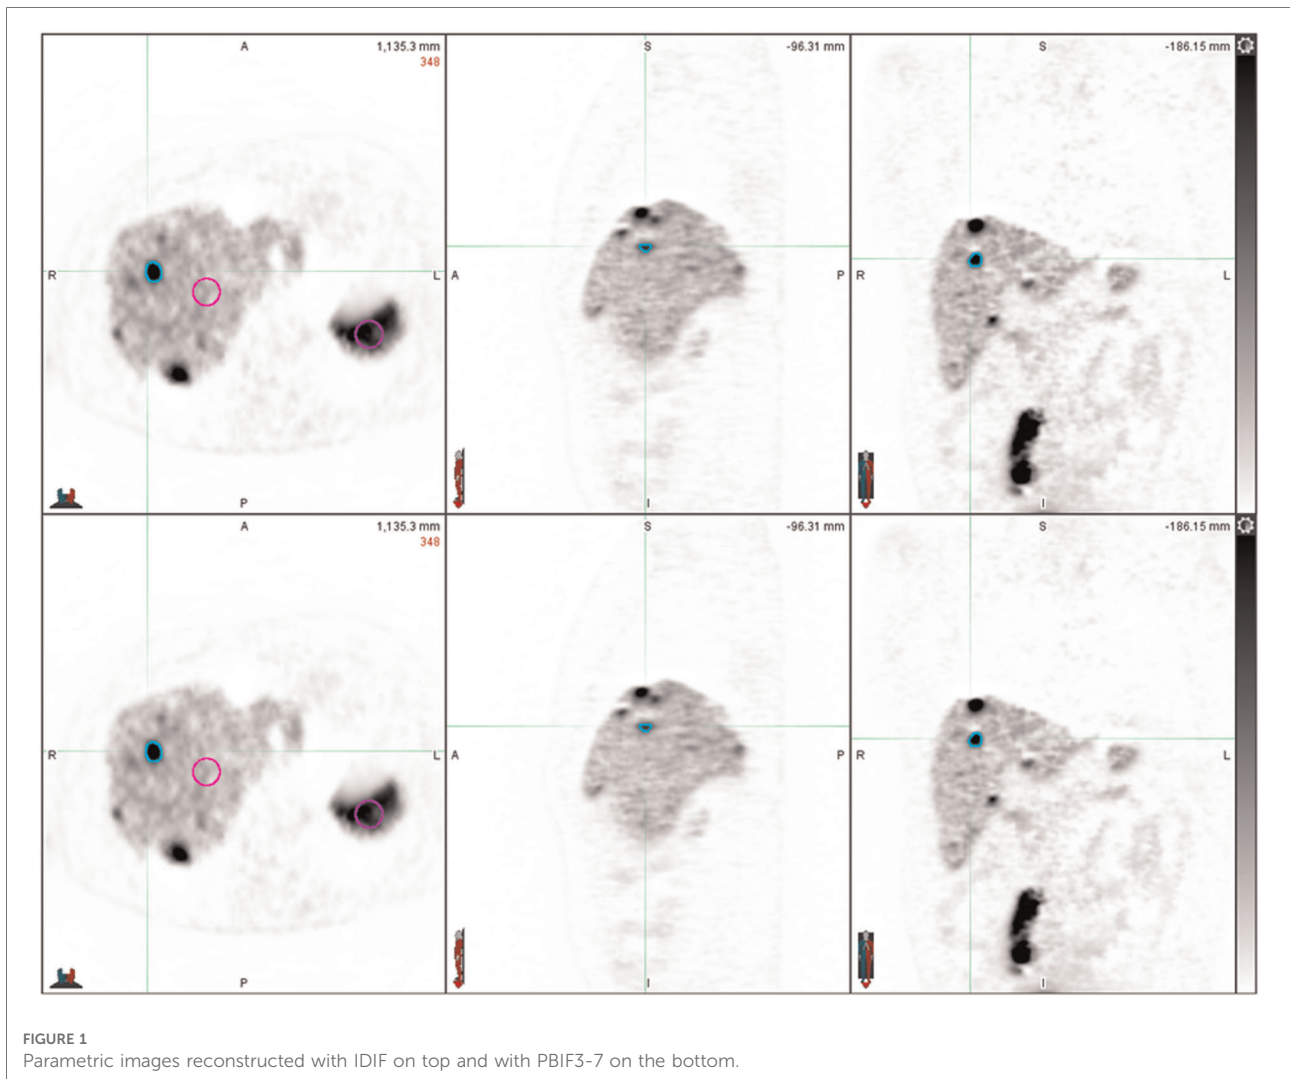 A 1,135.3 mm S -96.31 mm S -186.15 mm
348
R L A P R L
P I I
A 1,135.3 mm S -96.31 mm S -186.15 mm
348
R L A P R L
P I I
FIGURE 1
Parametric images reconstructed with IDIF on top and with PBIF3-7 on the bottom.